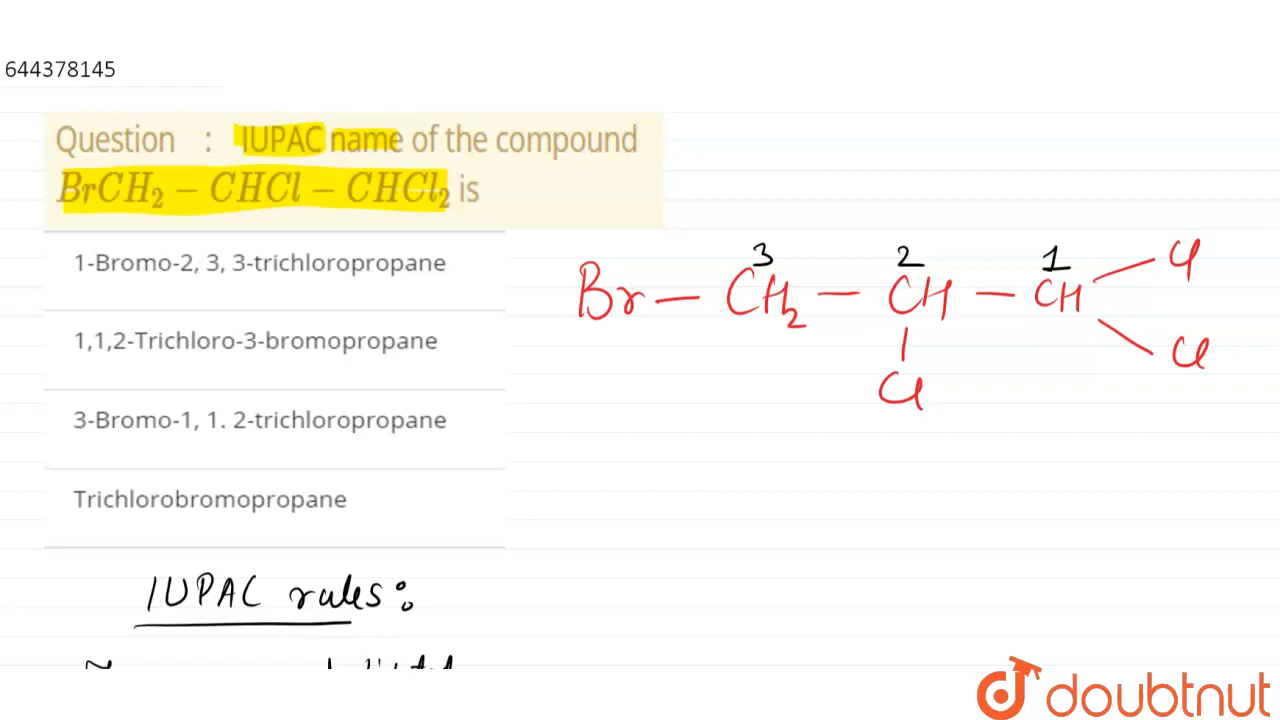 644378145
Question : IUPAC name of the compound
BrCH₂ – CHCl – CHCl₂ is
1-Bromo-2, 3, 3-trichloropropane
1,1,2-Trichloro-3-bromopropane
3-Bromo-1, 1. 2-trichloropropane
Trichlorobromopropane
3 2 1 Cl
Br – CH₂ – CH – CH
Cl
Cl
IUPAC rules:
doubtnut